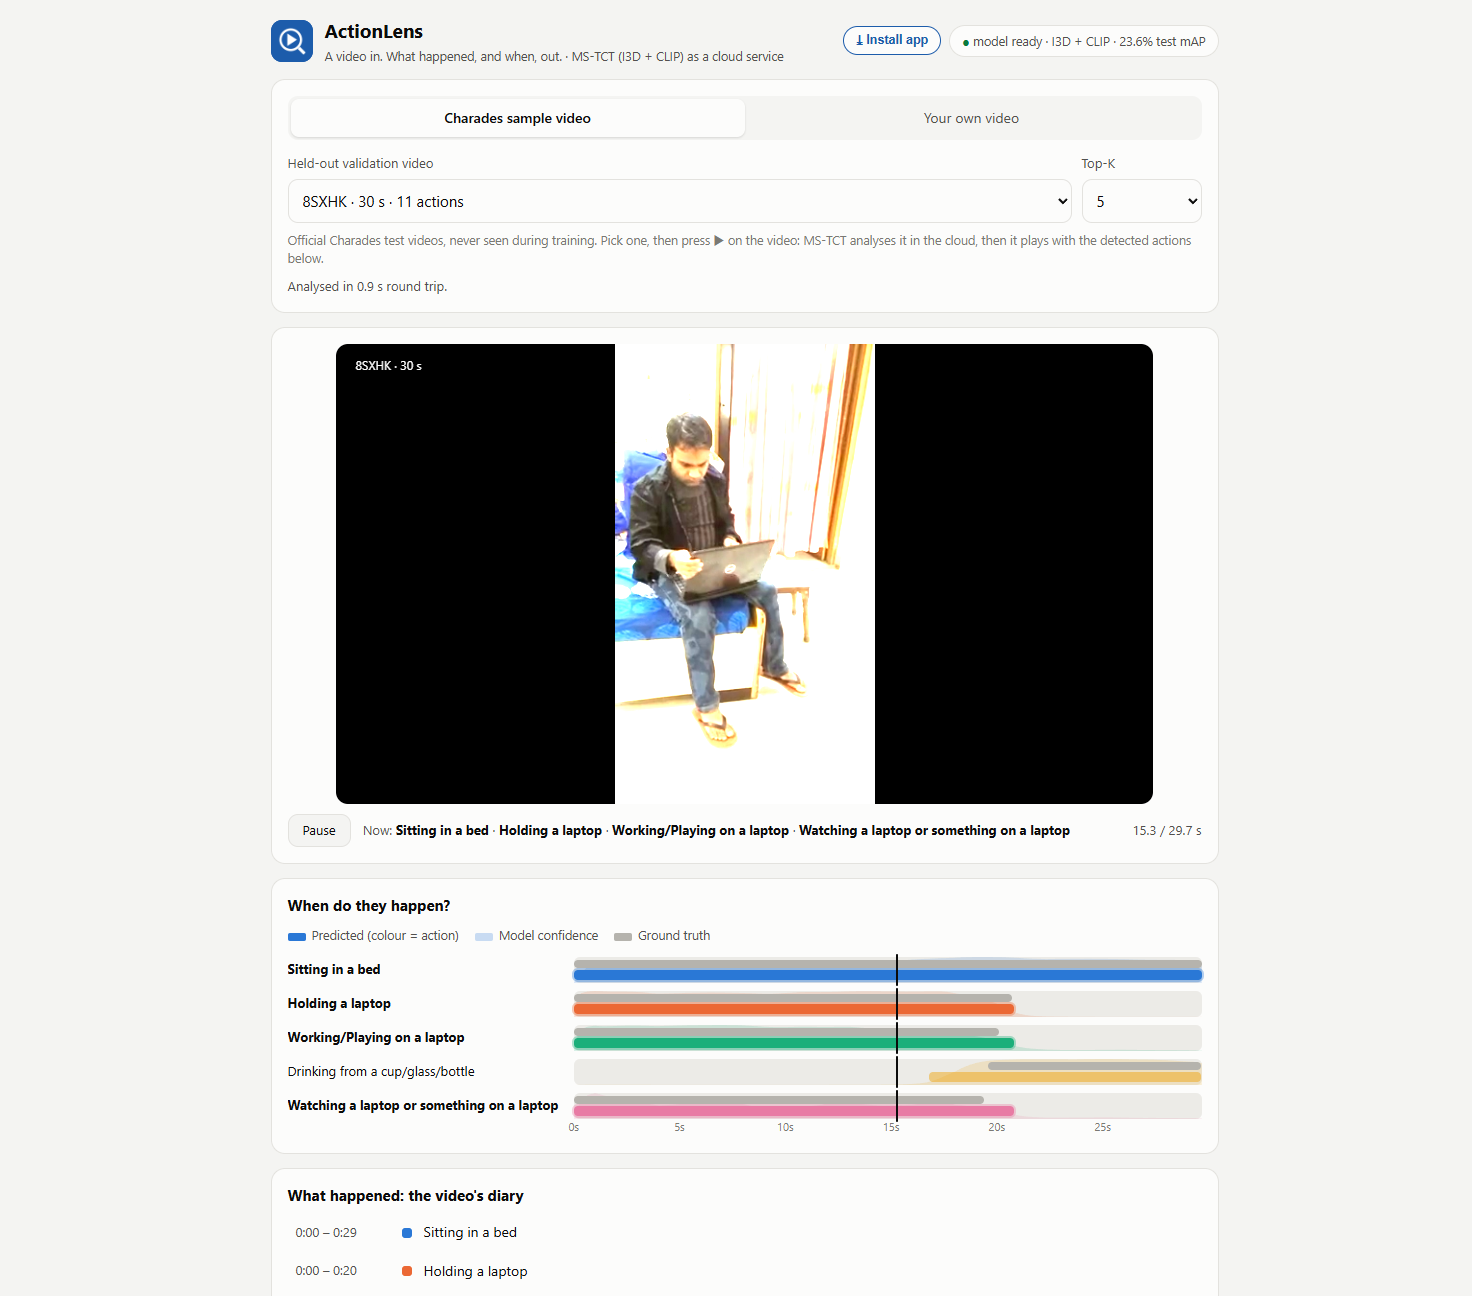 ActionLens
A video in. What happened, and when, out. · MS-TCT (I3D + CLIP) as a cloud service
⤓ Install app
● model ready · I3D + CLIP · 23.6% test mAP
Charades sample video
Your own video
Held-out validation video
Top-K
8SXHK · 30 s · 11 actions
5
Official Charades test videos, never seen during training. Pick one, then press ▶ on the video: MS-TCT analyses it in the cloud, then it plays with the detected actions
below.
Analysed in 0.9 s round trip.
8SXHK · 30 s
Pause
Now: Sitting in a bed · Holding a laptop · Working/Playing on a laptop · Watching a laptop or something on a laptop
15.3 / 29.7 s
When do they happen?
Predicted (colour = action)
Model confidence
Ground truth
Sitting in a bed
Holding a laptop
Working/Playing on a laptop
Drinking from a cup/glass/bottle
Watching a laptop or something on a laptop
0s
5s
10s
15s
20s
25s
What happened: the video's diary
0:00 – 0:29
Sitting in a bed
0:00 – 0:20
Holding a laptop